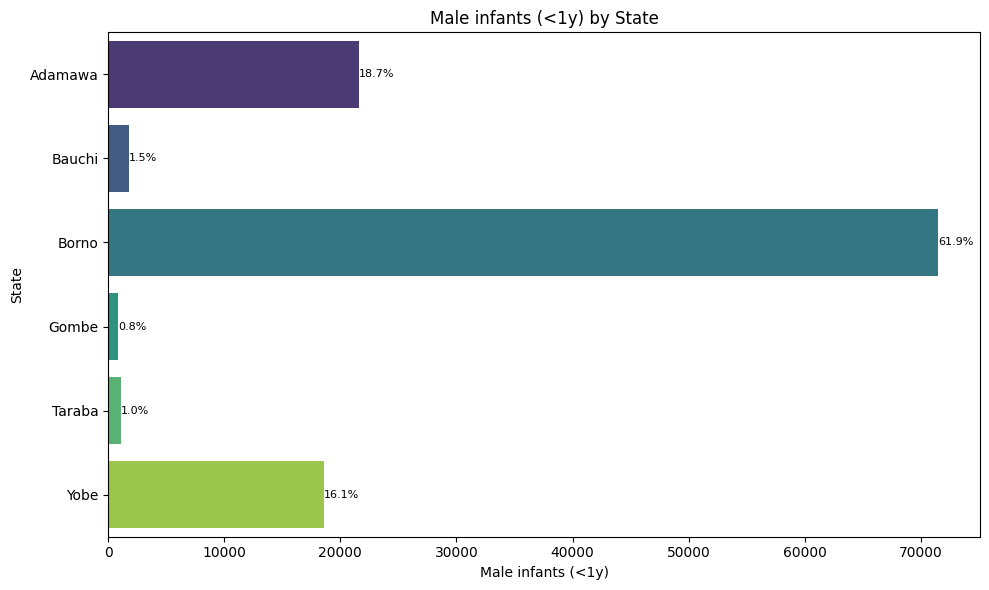 Male infants (<1y) by State
Adamawa
18.7%
Bauchi
1.5%
Borno
61.9%
State
Gombe
0.8%
Taraba
1.0%
Yobe
16.1%
0 10000 20000 30000 40000 50000 60000 70000
Male infants (<1y)